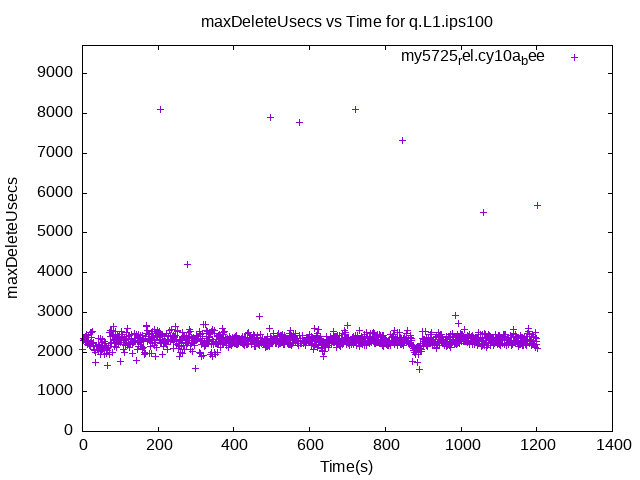 maxDeleteUsecs vs Time for q.L1.ips100
my5725rel.cy10abee
9000
8000
7000
6000
5000
4000
3000
2000
1000
0
maxDeleteUsecs
0 200 400 600 800 1000 1200 1400
Time(s)